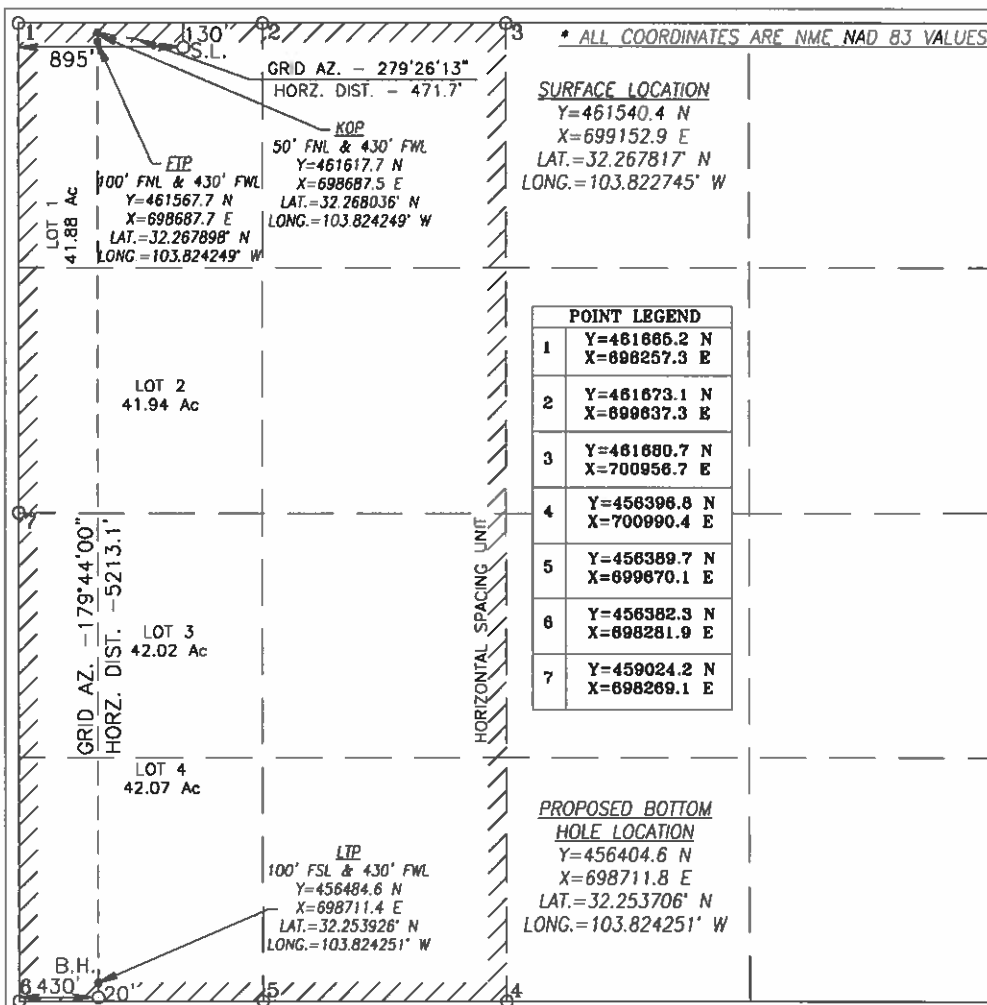 1 130' 2 3
* ALL COORDINATES ARE NME NAD 83 VALUES
895' S.L.
GRID AZ. - 279°26'13"
HORZ. DIST. - 471.7'
SURFACE LOCATION
Y=461540.4 N
X=699152.9 E
LAT.=32.267817° N
LONG.=103.822745° W
KOP
50' FNL & 430' FWL
Y=461617.7 N
X=698687.5 E
LAT.=32.268036° N
LONG.=103.824249° W
FTP
100' FNL & 430' FWL
Y=461567.7 N
X=698687.7 E
LAT.=32.267898° N
LONG.=103.824249° W
LOT 1
41.88 Ac
LOT 2
41.94 Ac
POINT LEGEND
1 Y=461665.2 N
X=698257.3 E
2 Y=461673.1 N
X=699637.3 E
3 Y=461680.7 N
X=700956.7 E
4 Y=456396.8 N
X=700990.4 E
5 Y=456389.7 N
X=699670.1 E
6 Y=456382.3 N
X=698281.9 E
7 Y=459024.2 N
X=698269.1 E
7
GRID AZ. -179°44'00"
HORZ. DIST. -5213.1'
HORIZONTAL SPACING UNIT
LOT 3
42.02 Ac
LOT 4
42.07 Ac
PROPOSED BOTTOM
HOLE LOCATION
Y=456404.6 N
X=698711.8 E
LAT.=32.253706° N
LONG.=103.824251° W
LTP
100' FSL & 430' FWL
Y=456484.6 N
X=698711.4 E
LAT.=32.253926° N
LONG.=103.824251° W
B.H.
6 430' 20' 5 4